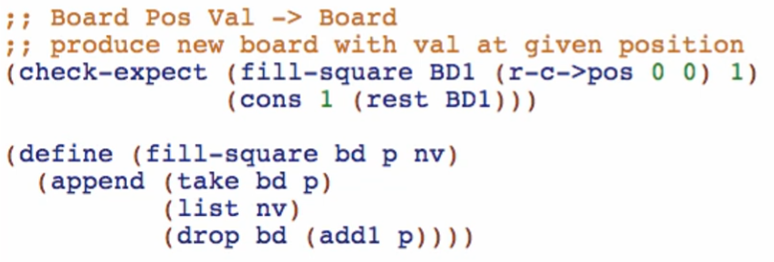 ;; Board Pos Val -> Board
;; produce new board with val at given position
(check-expect (fill-square BD1 (r-c->pos 0 0) 1)
              (cons 1 (rest BD1)))

(define (fill-square bd p nv)
  (append (take bd p)
          (list nv)
          (drop bd (add1 p))))